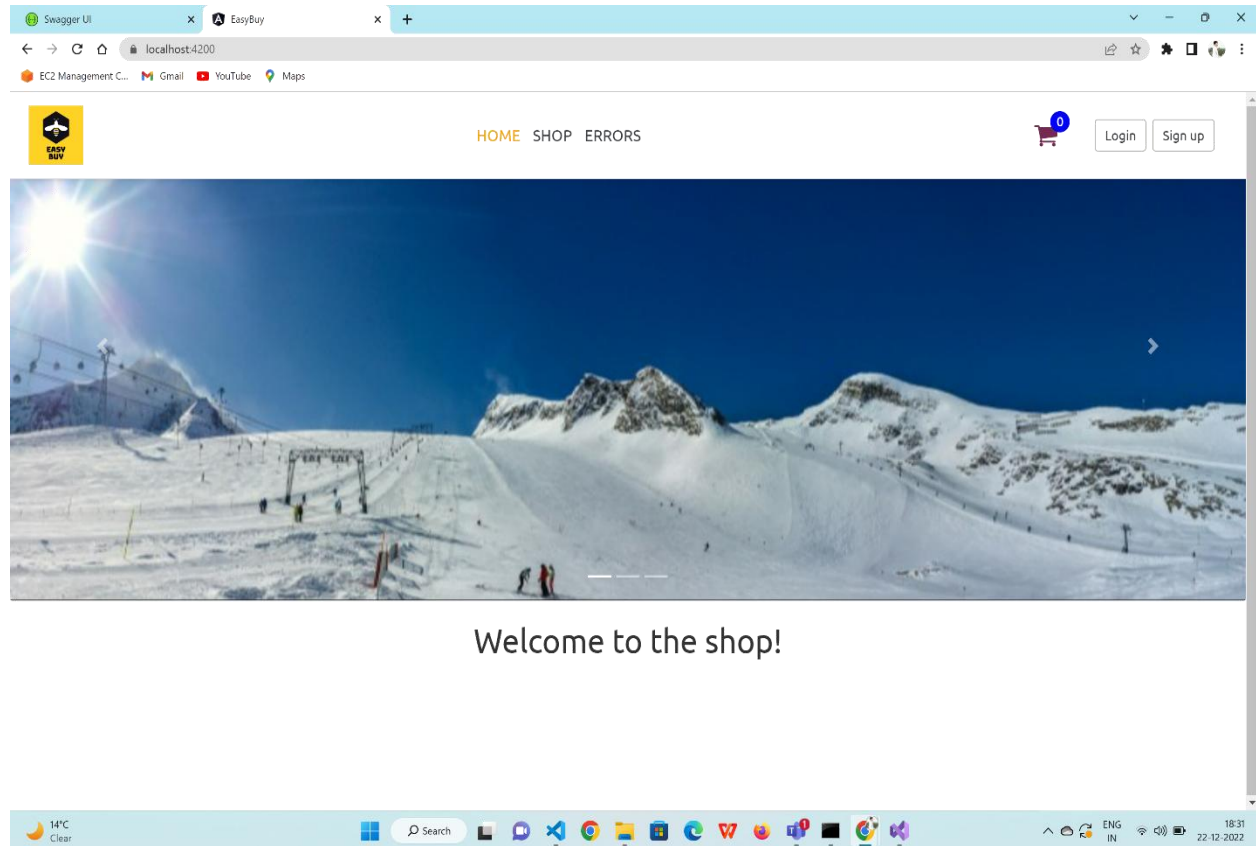 Swagger UI
EasyBuy
localhost:4200
EC2 Management C...
Gmail
YouTube
Maps
EASY
BUY
HOME
SHOP
ERRORS
0
Login
Sign up
Welcome to the shop!
14°C
Clear
Search
1
ENG
IN
18:31
22-12-2022